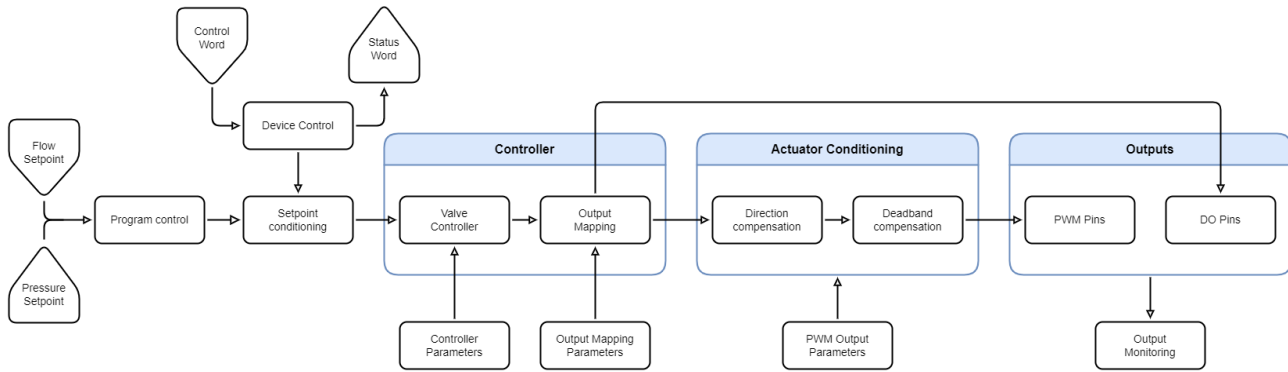 Control
Word
Status
Word
Device Control
Flow
Setpoint
Controller
Actuator Conditioning
Outputs
Program control
Setpoint
conditioning
Valve
Controller
Output
Mapping
Direction
compensation
Deadband
compensation
PWM Pins
DO Pins
Pressure
Setpoint
Controller
Parameters
Output Mapping
Parameters
PWM Output
Parameters
Output
Monitoring